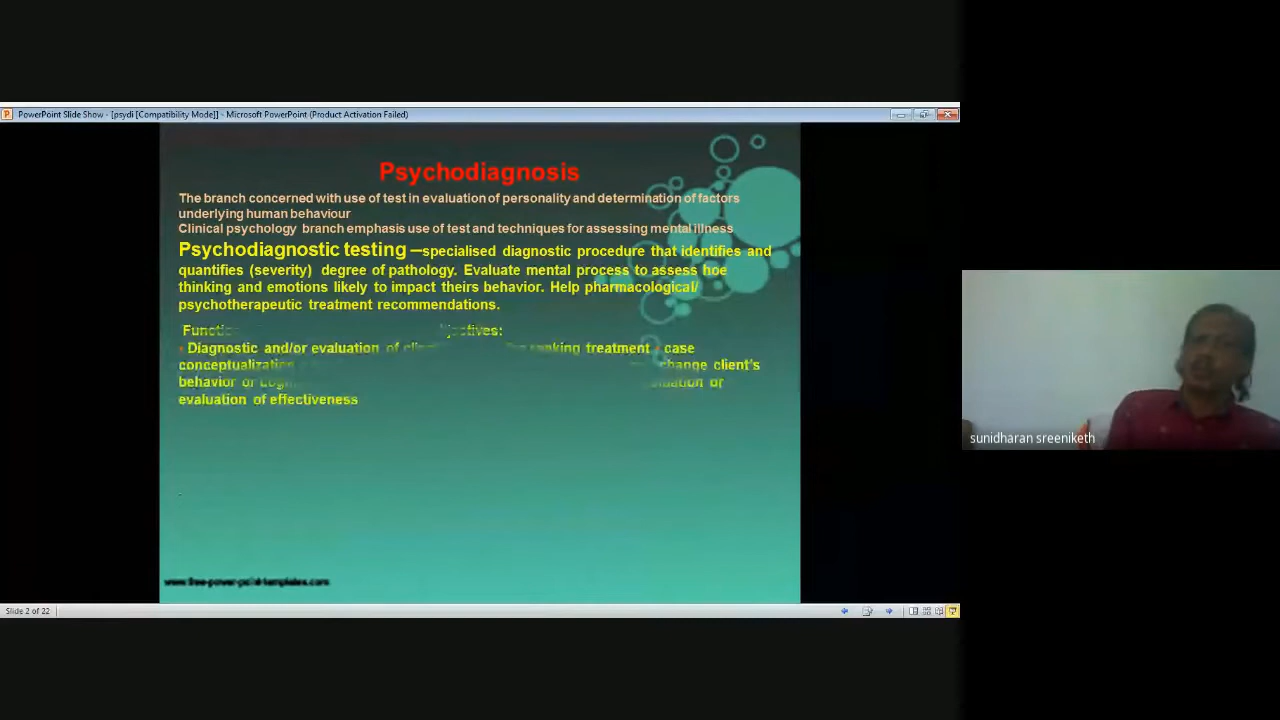 PowerPoint Slide Show - [psydi [Compatibility Mode]] - Microsoft PowerPoint (Product Activation Failed)
Psychodiagnosis
The branch concerned with use of test in evaluation of personality and determination of factors
underlying human behaviour
Clinical psychology branch emphasis use of test and techniques for assessing mental illness
Psychodiagnostic testing –specialised diagnostic procedure that identifies and
quantifies (severity) degree of pathology. Evaluate mental process to assess hoe
thinking and emotions likely to impact theirs behavior. Help pharmacological/
psychotherapeutic treatment recommendations.
• Diagnostic and/or evaluation of treatment • case
conceptualization change client's
behavior or or
evaluation of effectiveness
www.free-power-point-templates.com
Slide 2 of 22
sunidharan sreeniketh